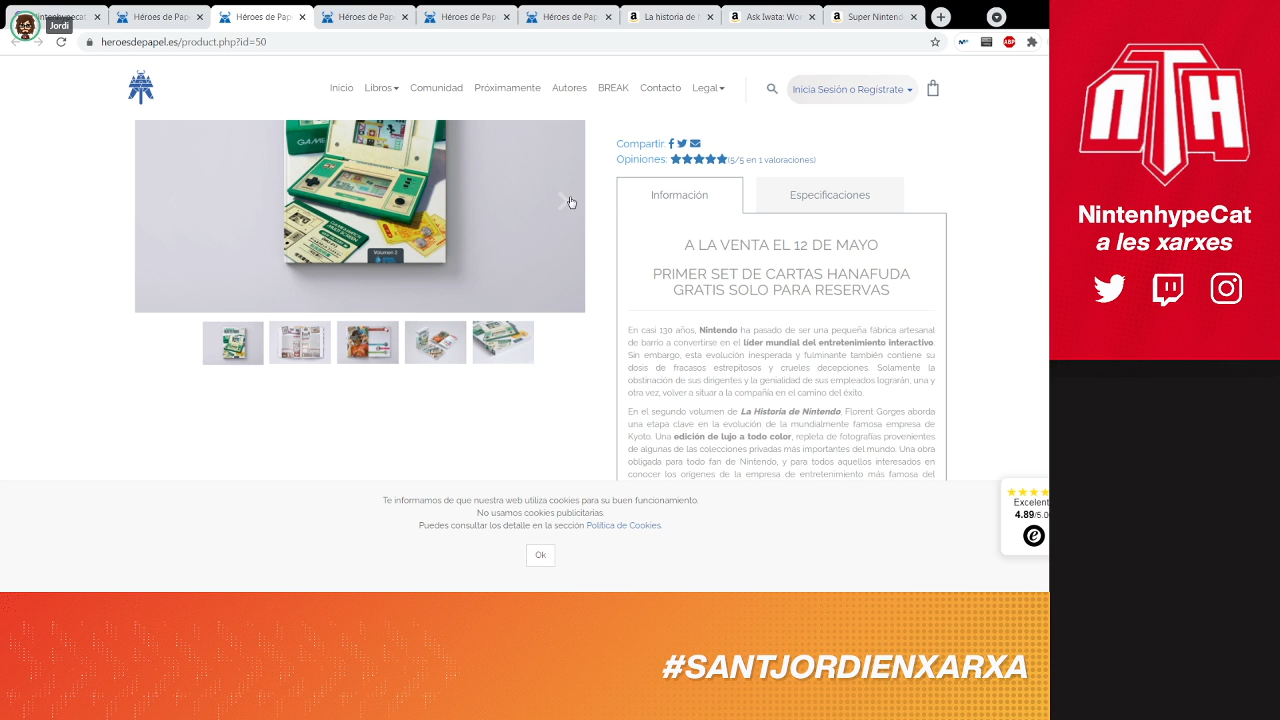 Nintenhypecat
Héroes de Pap
Héroes de Pap
Héroes de Pap
Héroes de Pap
Héroes de Pap
La historia de N
Ask Iwata: Wor
Super Nintend
Jordi
heroesdepapel.es/product.php?id=50
ABP
Inicio
Libros
Comunidad
Próximamente
Autores
BREAK
Contacto
Legal
Inicia Sesión o Regístrate
GAME
Volumen 2
Compartir:
Opiniones: (5/5 en 1 valoraciones)
Información
Especificaciones
A LA VENTA EL 12 DE MAYO
PRIMER SET DE CARTAS HANAFUDA
GRATIS SOLO PARA RESERVAS
En casi 130 años, Nintendo ha pasado de ser una pequeña fábrica artesanal
de barrio a convertirse en el líder mundial del entretenimiento interactivo.
Sin embargo, esta evolución inesperada y fulminante también contiene su
dosis de fracasos estrepitosos y crueles decepciones. Solamente la
obstinación de sus dirigentes y la genialidad de sus empleados lograrán, una y
otra vez, volver a situar a la compañía en el camino del éxito.
En el segundo volumen de La Historia de Nintendo, Florent Gorges aborda
una etapa clave en la evolución de la mundialmente famosa empresa de
Kyoto. Una edición de lujo a todo color, repleta de fotografías provenientes
de algunas de las colecciones privadas más importantes del mundo. Una obra
obligada para todo fan de Nintendo, y para todos aquellos interesados en
conocer los orígenes de la empresa de entretenimiento más famosa del
Te informamos de que nuestra web utiliza cookies para su buen funcionamiento.
No usamos cookies publicitarias.
Puedes consultar los detalle en la sección Política de Cookies.
Ok
Excelent
4.89/5.0
NTH
NintenhypeCat
a les xarxes
#SANTJORDIENXARXA